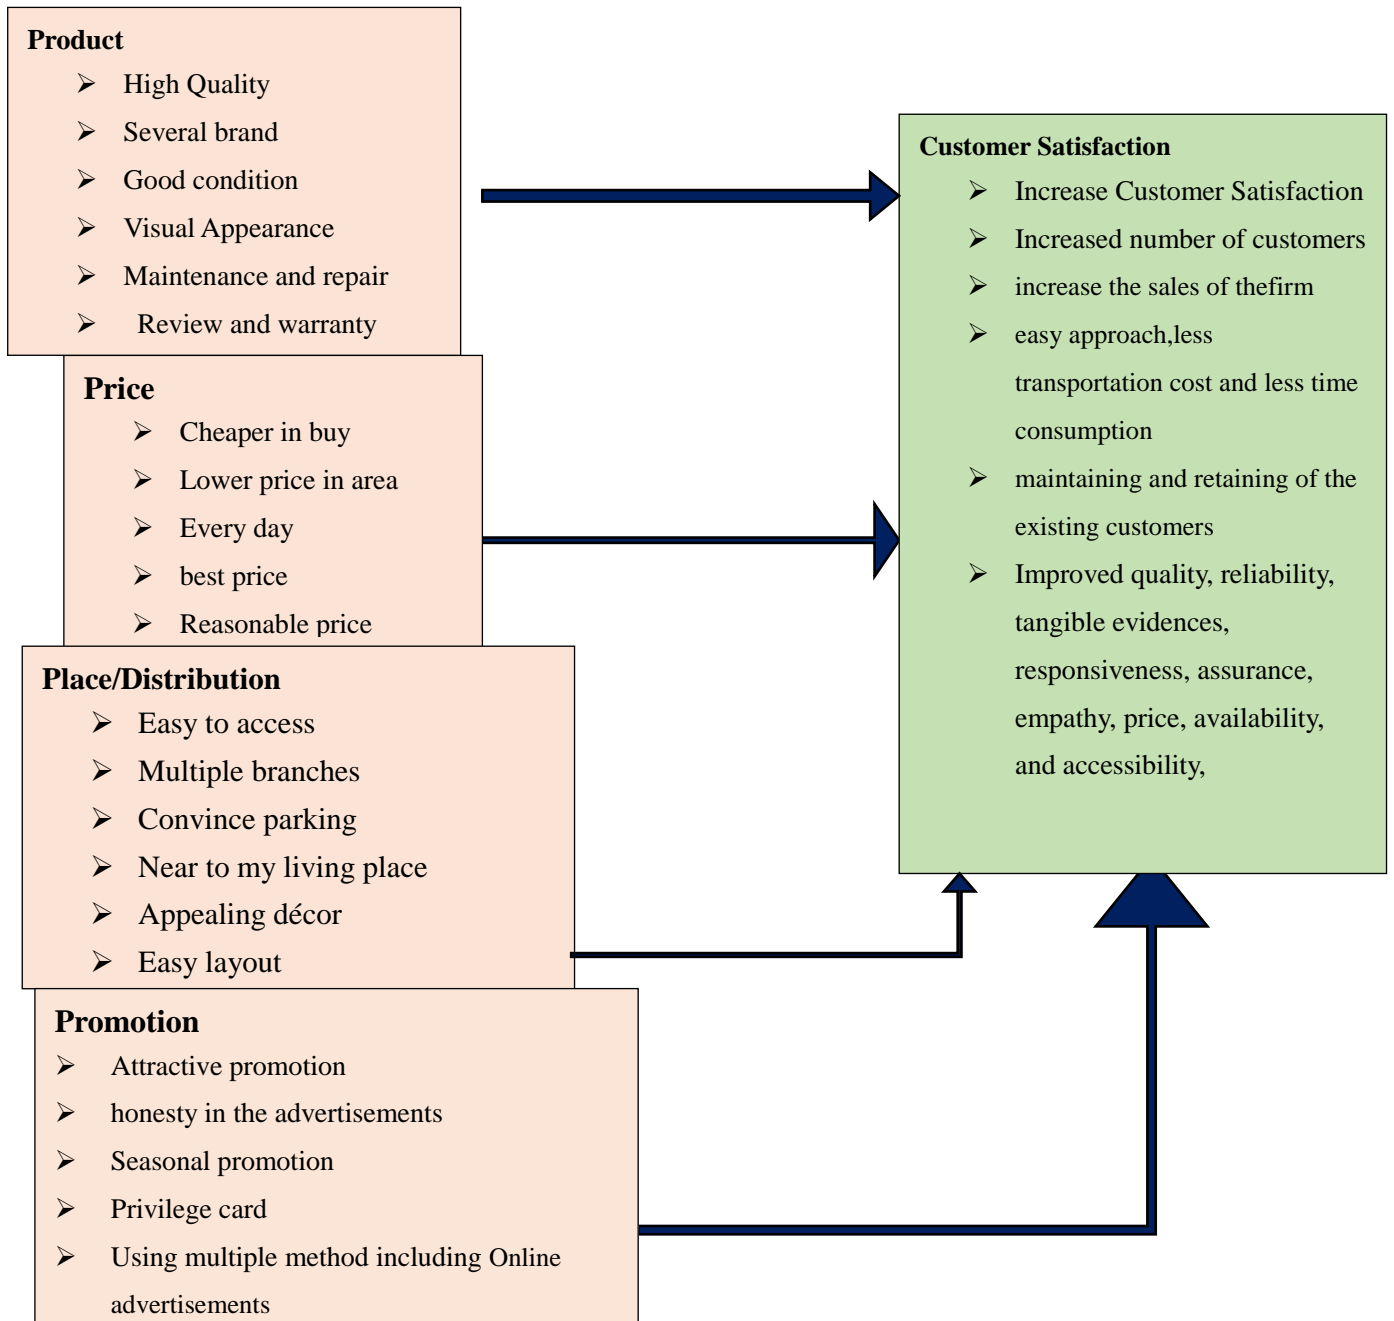 Product
➢ High Quality
➢ Several brand
➢ Good condition
➢ Visual Appearance
➢ Maintenance and repair
➢ Review and warranty
Price
➢ Cheaper in buy
➢ Lower price in area
➢ Every day
➢ best price
➢ Reasonable price
Place/Distribution
➢ Easy to access
➢ Multiple branches
➢ Convince parking
➢ Near to my living place
➢ Appealing décor
➢ Easy layout
Promotion
➢ Attractive promotion
➢ honesty in the advertisements
➢ Seasonal promotion
➢ Privilege card
➢ Using multiple method including Online
advertisements
Customer Satisfaction
➢ Increase Customer Satisfaction
➢ Increased number of customers
➢ increase the sales of thefirm
➢ easy approach,less
transportation cost and less time
consumption
➢ maintaining and retaining of the
existing customers
➢ Improved quality, reliability,
tangible evidences,
responsiveness, assurance,
empathy, price, availability,
and accessibility,